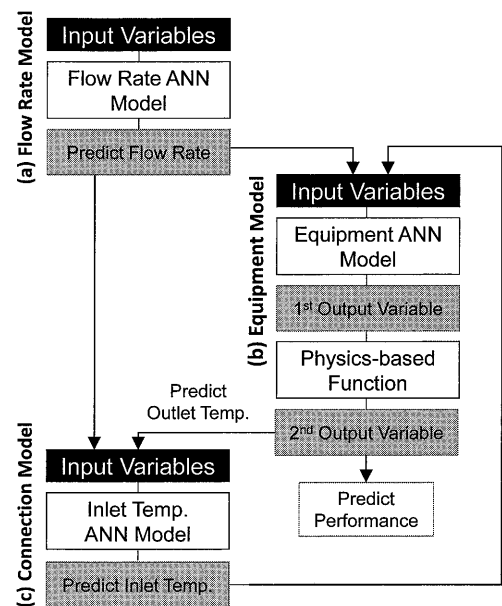 (a) Flow Rate Model
Input Variables
Flow Rate ANN
Model
Predict Flow Rate
(b) Equipment Model
Input Variables
Equipment ANN
Model
1st Output Variable
Physics-based
Function
2nd Output Variable
Predict
Performance
Predict
Outlet Temp.
(c) Connection Model
Input Variables
Inlet Temp.
ANN Model
Predict Inlet Temp.